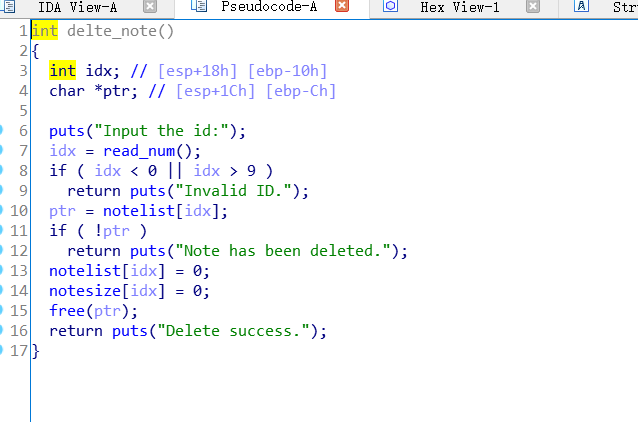 IDA View-A Pseudocode-A Hex View-1 Str
1 int delte_note()
2 {
3 int idx; // [esp+18h] [ebp-10h]
4 char *ptr; // [esp+1Ch] [ebp-Ch]
5
6 puts("Input the id:");
7 idx = read_num();
8 if ( idx < 0 || idx > 9 )
9 return puts("Invalid ID.");
10 ptr = notelist[idx];
11 if ( !ptr )
12 return puts("Note has been deleted.");
13 notelist[idx] = 0;
14 notesize[idx] = 0;
15 free(ptr);
16 return puts("Delete success.");
17 }